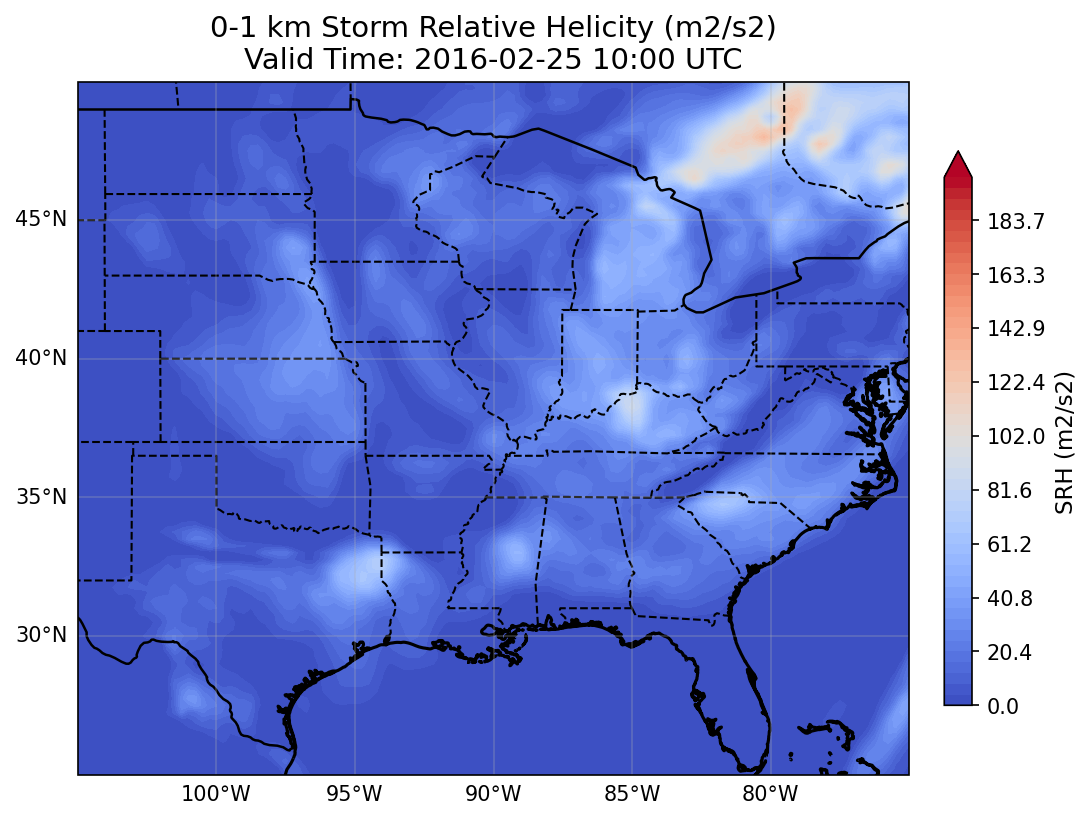 0-1 km Storm Relative Helicity (m2/s2)
Valid Time: 2016-02-25 10:00 UTC
45°N
40°N
35°N
30°N
100°W
95°W
90°W
85°W
80°W
183.7
163.3
142.9
122.4
102.0
81.6
61.2
40.8
20.4
0.0
SRH (m2/s2)